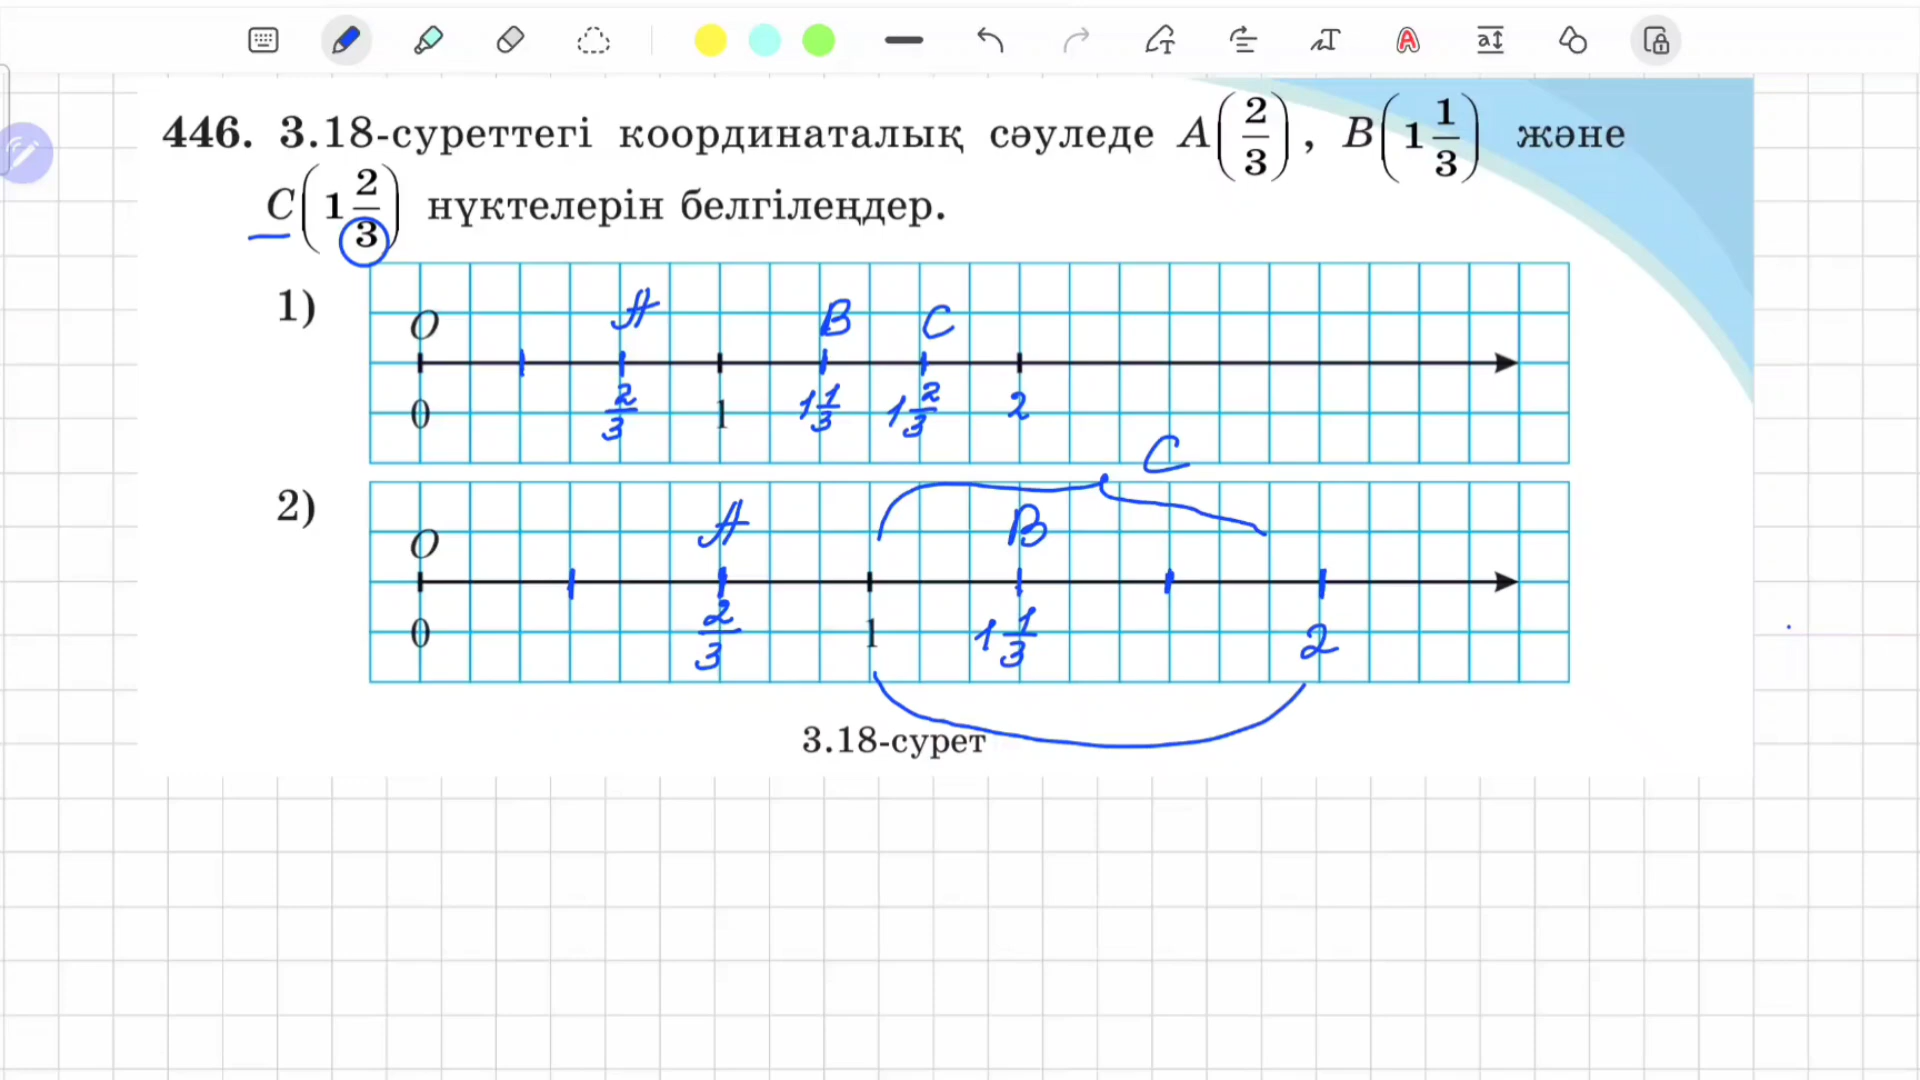 446. 3.18-суреттегі координаталық сәуледе A(2/3), B(1 1/3) және
C(1 2/3) нүктелерін белгілеңдер.
1)
O A B C
0 2/3 1 1 1/3 1 2/3 2
C
2)
O A B
0 2/3 1 1 1/3 2
3.18-сурет